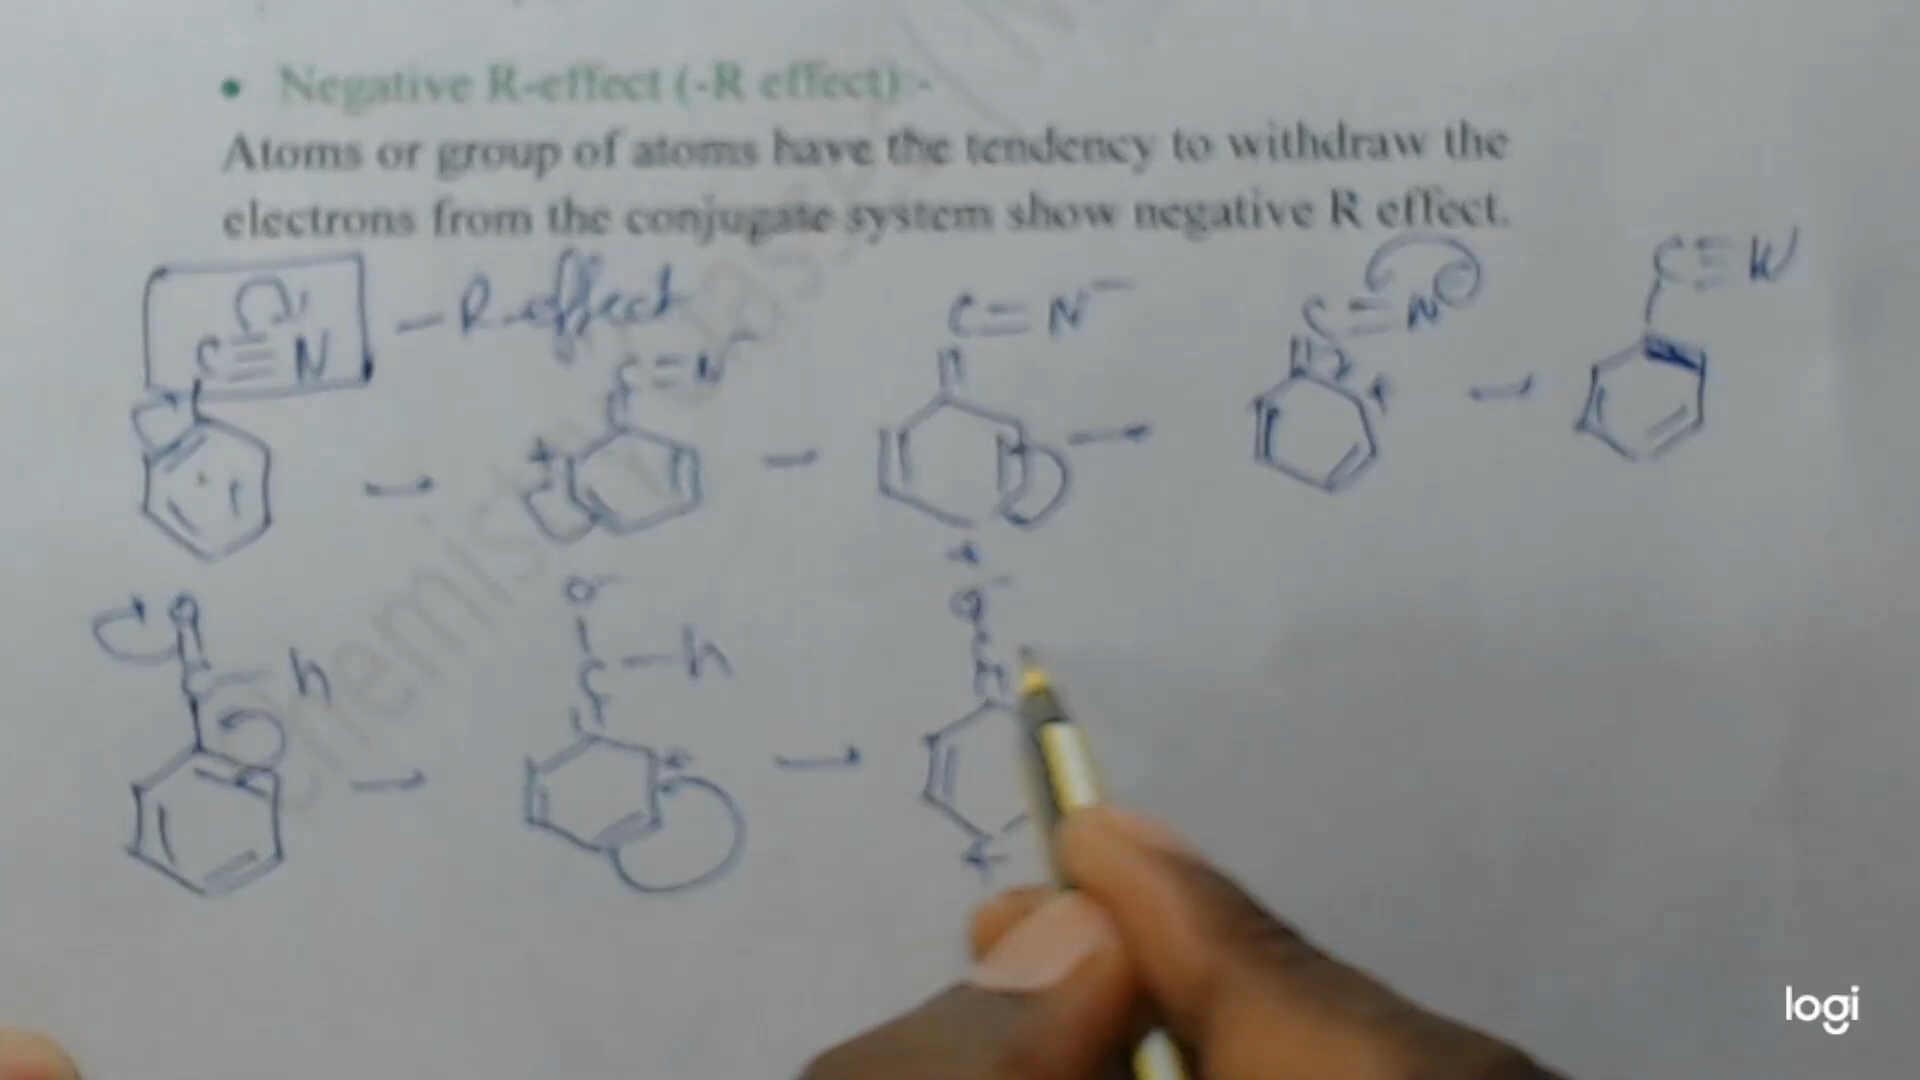 • Negative R-effect (-R effect):-
Atoms or group of atoms have the tendency to withdraw the
electrons from the conjugate system show negative R effect.
C≡N
-R-effect
C=N⁻
C=N⁻
C=N⊖
C≡N
+
+
+
O
C-h
O⁻
C-h
+
O⁻
+
logi